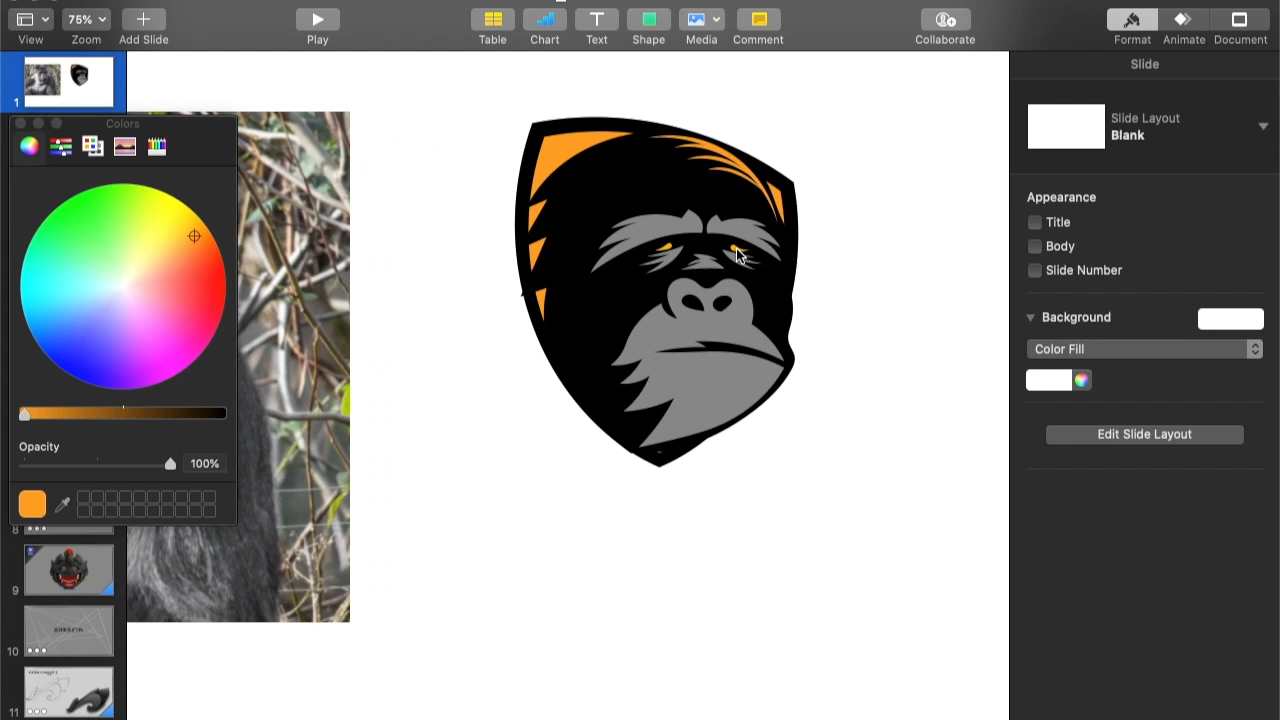 75%
View
Zoom
Add Slide
Play
Table
Chart
Text
Shape
Media
Comment
Collaborate
Format
Animate
Document
1
8
9
10
11
Colors
Opacity
100%
Slide
Slide Layout
Blank
Appearance
Title
Body
Slide Number
Background
Color Fill
Edit Slide Layout